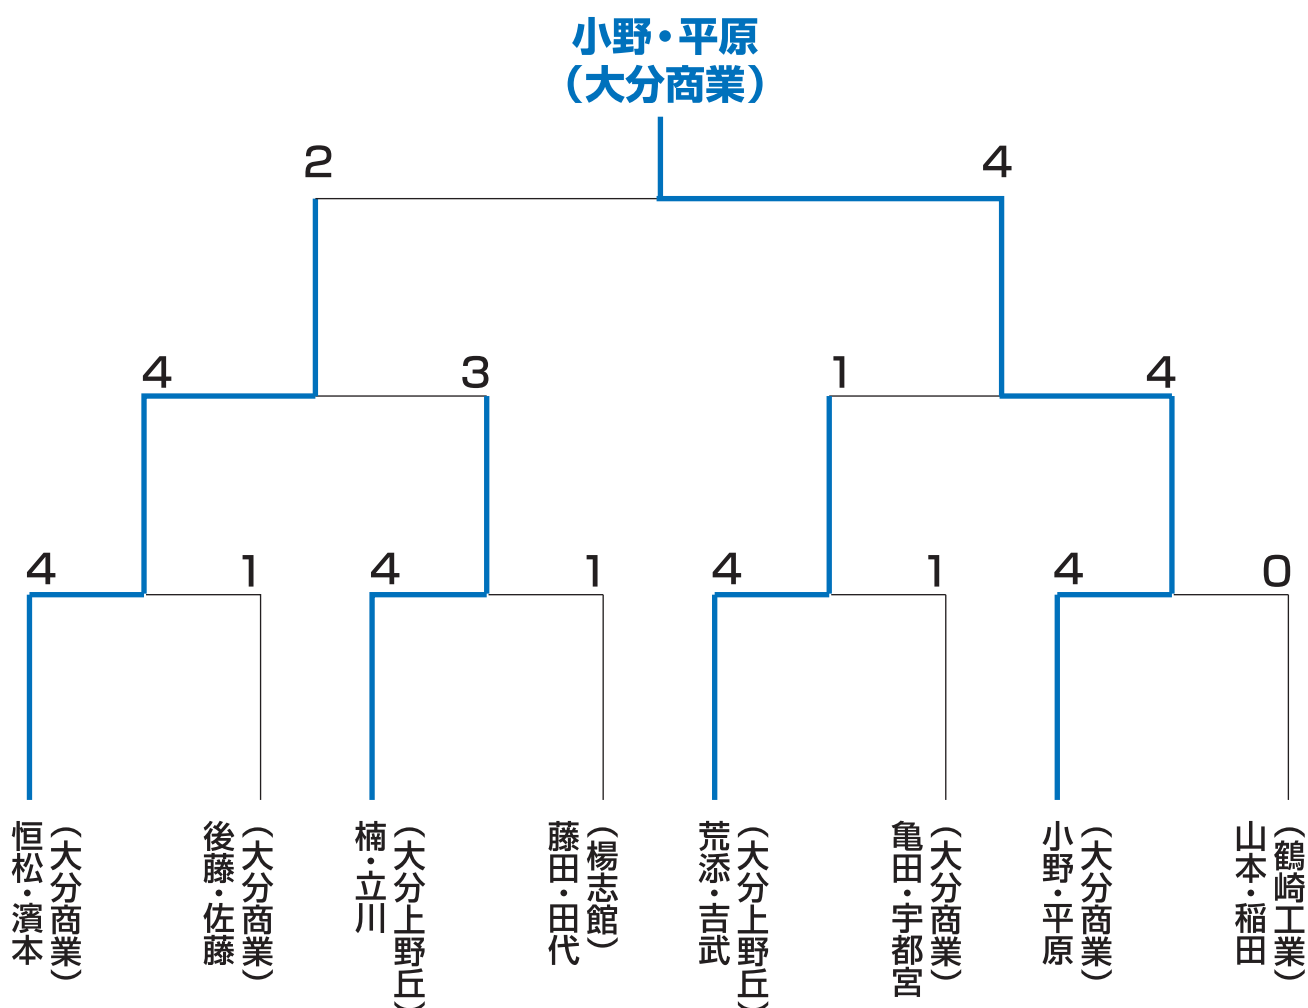 小野・平原
（大分商業）
2
4
4
3
1
4
4
1
4
1
4
1
4
0
恒松・濱本
（大分商業）
後藤・佐藤
（大分商業）
楠・立川
（大分上野丘）
藤田・田代
（楊志館）
荒添・吉武
（大分上野丘）
亀田・宇都宮
（大分商業）
小野・平原
（大分商業）
山本・稲田
（鶴崎工業）